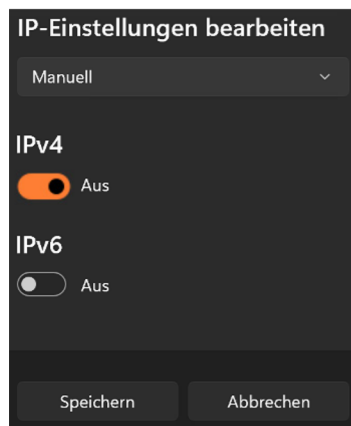 IP-Einstellungen bearbeiten
Manuell
IPv4
Aus
IPv6
Aus
Speichern
Abbrechen